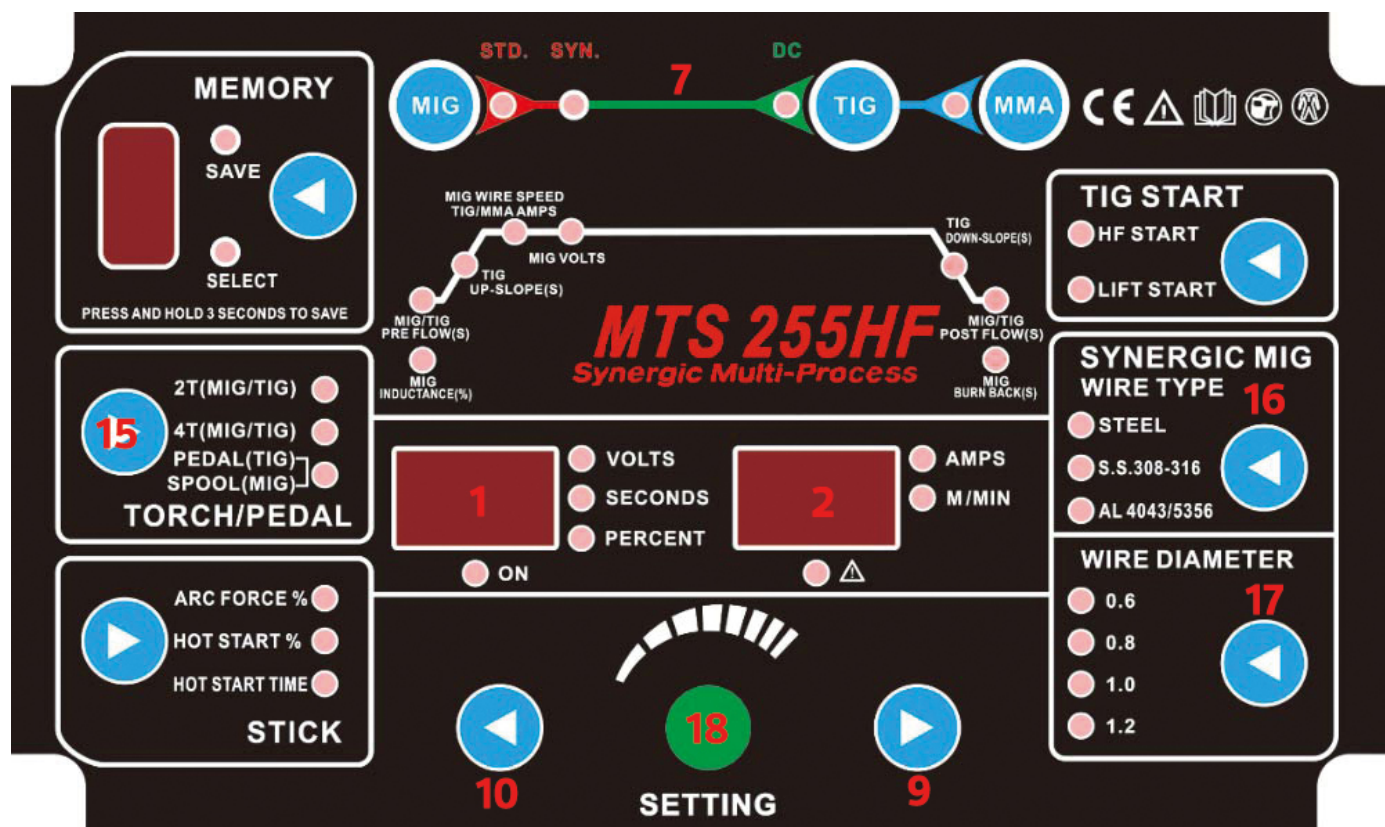 STD. SYN. 7 DC
MIG TIG MMA CE
MEMORY
SAVE
SELECT
PRESS AND HOLD 3 SECONDS TO SAVE
MIG WIRE SPEED
TIG/MMA AMPS
MIG VOLTS
TIG
UP-SLOPE(S)
MIG/TIG
PRE FLOW(S)
MIG
INDUCTANCE(%)
TIG
DOWN-SLOPE(S)
MIG/TIG
POST FLOW(S)
MIG
BURN BACK(S)
MTS 255HF
Synergic Multi-Process
TIG START
HF START
LIFT START
2T(MIG/TIG)
4T(MIG/TIG)
PEDAL(TIG)
SPOOL(MIG)
15
TORCH/PEDAL
1
VOLTS
SECONDS
PERCENT
ON
2
AMPS
M/MIN
SYNERGIC MIG
WIRE TYPE
16
STEEL
S.S.308-316
AL 4043/5356
WIRE DIAMETER
17
0.6
0.8
1.0
1.2
ARC FORCE %
HOT START %
HOT START TIME
STICK
10
18
9
SETTING